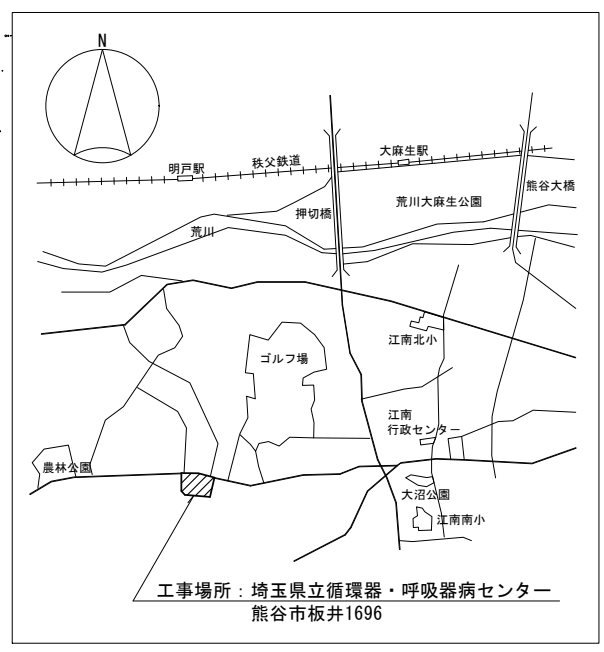 N
明戸駅
秩父鉄道
大麻生駅
押切橋
荒川大麻生公園
熊谷大橋
荒川
江南北小
ゴルフ場
江南
行政センター
農林公園
大沼公園
江南南小
工事場所：埼玉県立循環器・呼吸器病センター
熊谷市板井1696